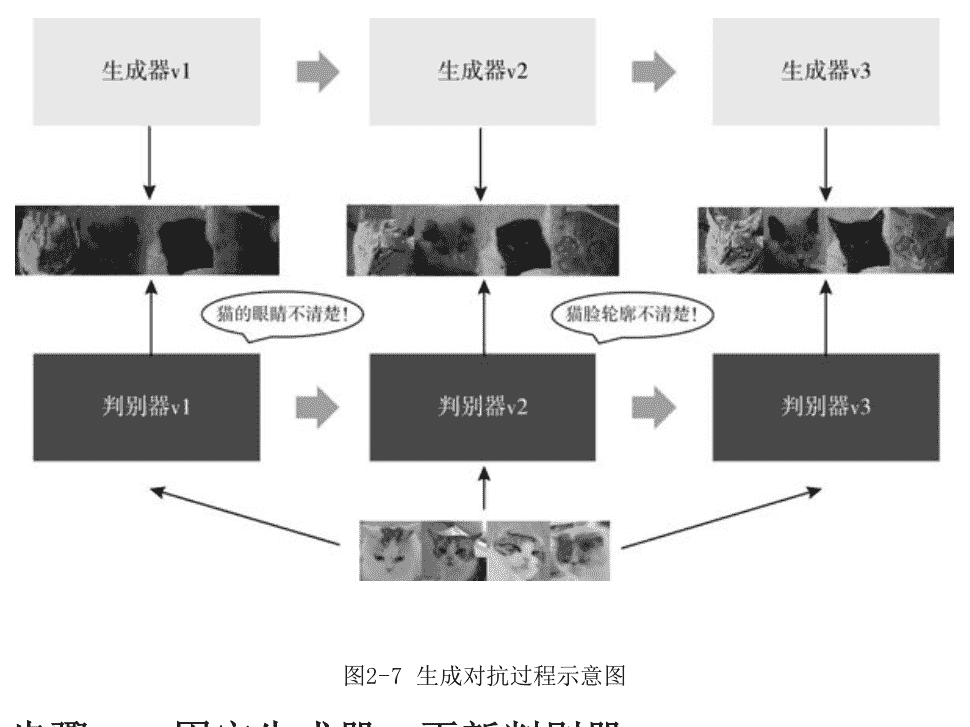 生成器v1
生成器v2
生成器v3
猫的眼睛不清楚!
猫脸轮廓不清楚!
判别器v1
判别器v2
判别器v3
图2-7 生成对抗过程示意图